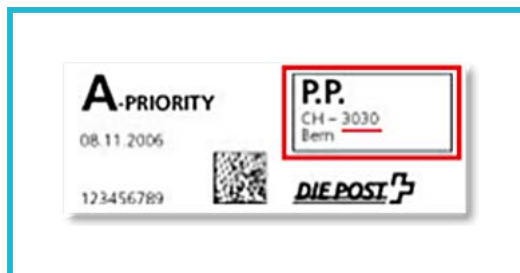 A-PRIORITY
08.11.2006
123456789
P.P.
CH – 3030
Bern
DIE POST